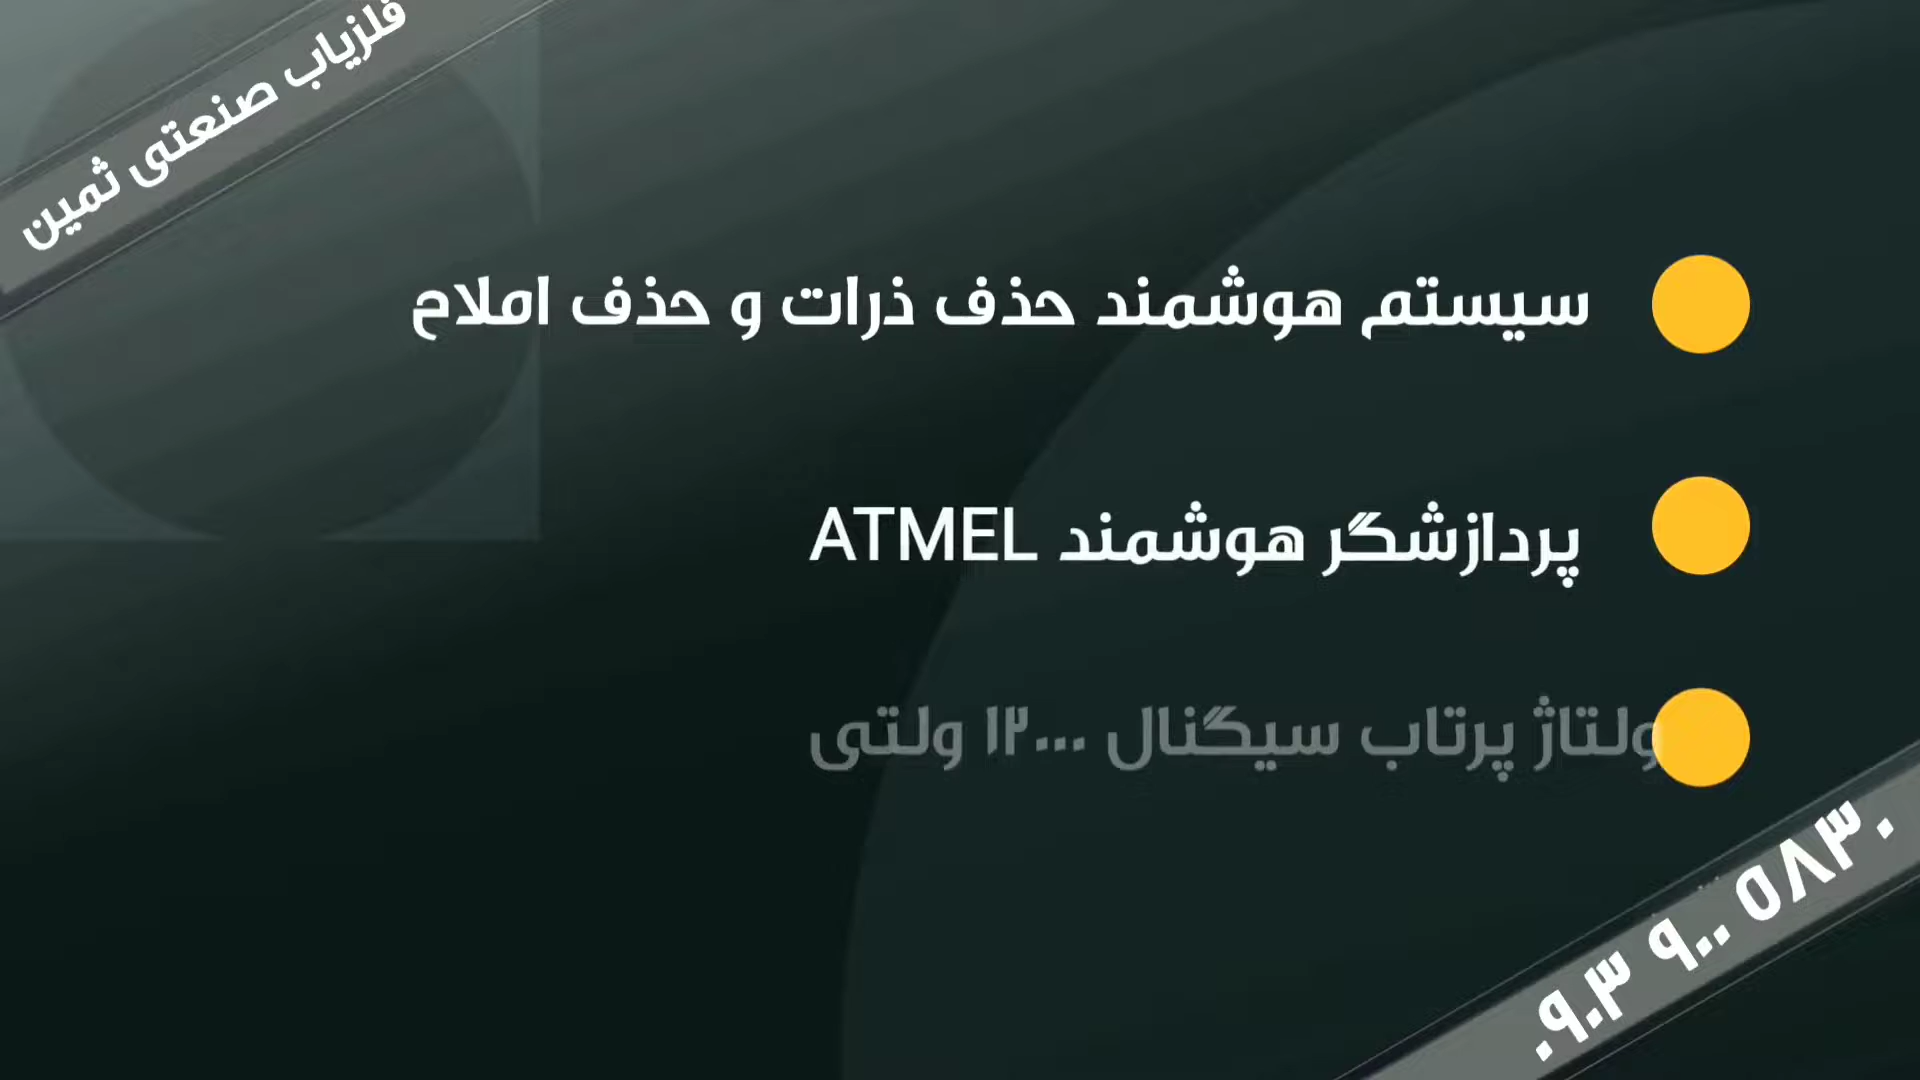 فلزیاب صنعتی ثمین
سیستم هوشمند حذف ذرات و حذف املاح
پردازشگر هوشمند ATMEL
ولتاژ پرتاب سیگنال ۱۲۰۰۰ ولتی
۰۹۰۳ ۹۰۰ ۵۸۳۰